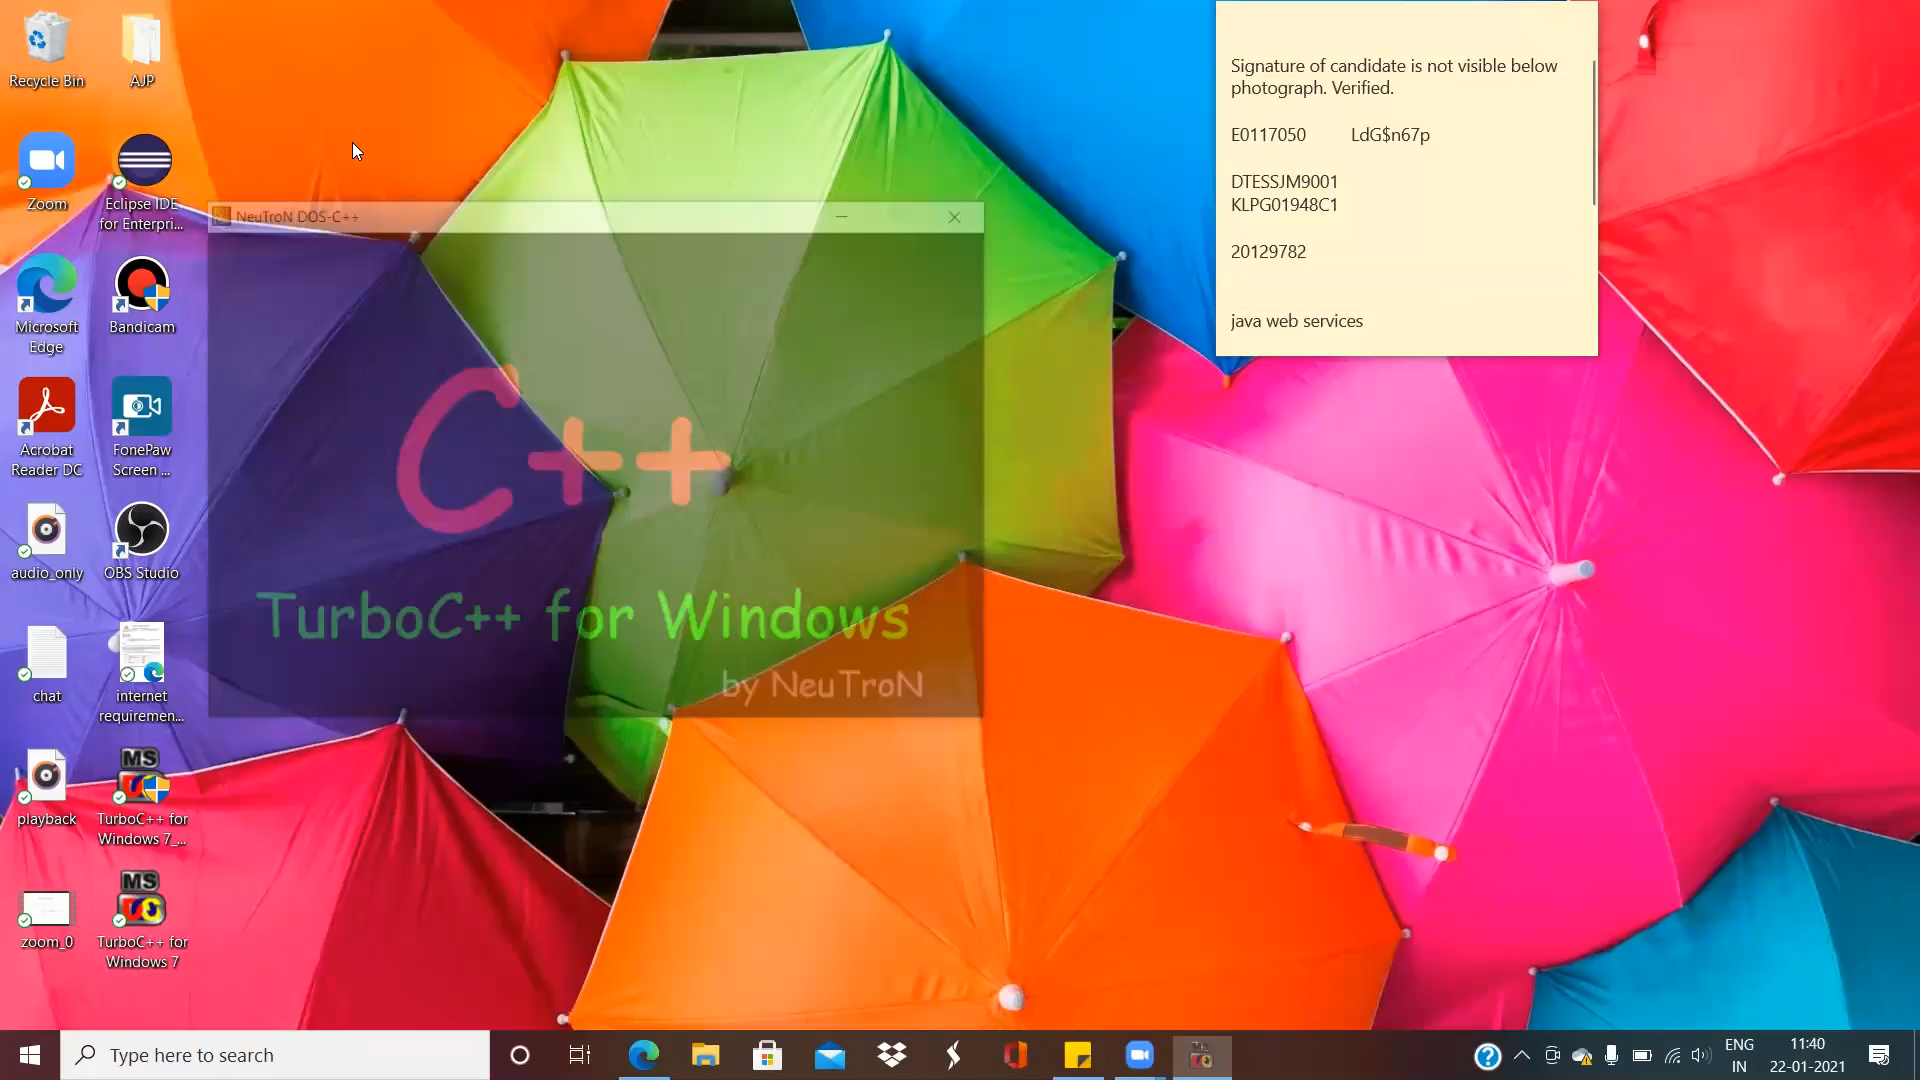 Recycle Bin
AJP
Zoom
Eclipse IDE
for Enterpri...
Microsoft
Edge
Bandicam
Acrobat
Reader DC
FonePaw
Screen ...
audio_only
OBS Studio
chat
internet
requiremen...
playback
MS
TurboC++ for
Windows 7_...
zoom_0
MS
TurboC++ for
Windows 7
NeuTroN DOS-C++
C++
TurboC++ for Windows
by NeuTroN
Signature of candidate is not visible below
photograph. Verified.
E0117050 LdG$n67p
DTESSJM9001
KLPG01948C1
20129782
java web services
Type here to search
ENG
IN
11:40
22-01-2021